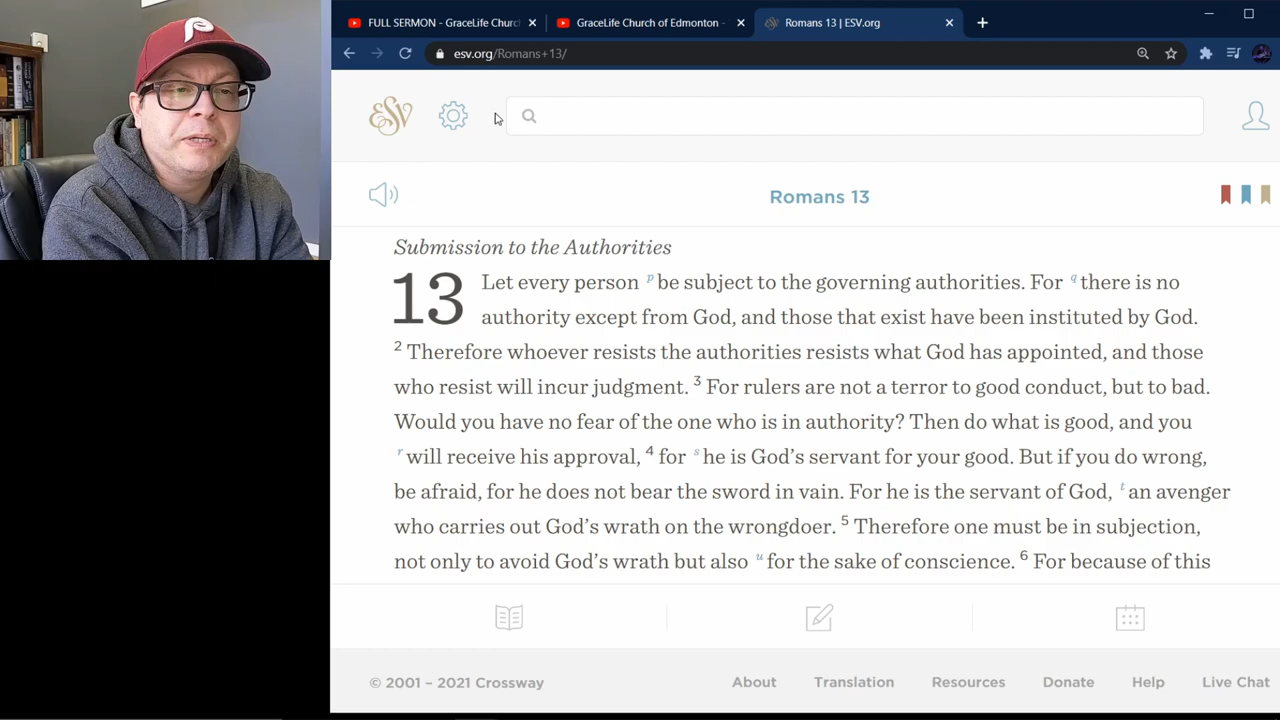 FULL SERMON - GraceLife Churc
GraceLife Church of Edmonton -
Romans 13 | ESV.org
esv.org/Romans+13/
ESV
Romans 13
Submission to the Authorities
13 Let every person p be subject to the governing authorities. For q there is no
authority except from God, and those that exist have been instituted by God.
2 Therefore whoever resists the authorities resists what God has appointed, and those
who resist will incur judgment. 3 For rulers are not a terror to good conduct, but to bad.
Would you have no fear of the one who is in authority? Then do what is good, and you
r will receive his approval, 4 for s he is God's servant for your good. But if you do wrong,
be afraid, for he does not bear the sword in vain. For he is the servant of God, t an avenger
who carries out God's wrath on the wrongdoer. 5 Therefore one must be in subjection,
not only to avoid God's wrath but also u for the sake of conscience. 6 For because of this
© 2001 – 2021 Crossway About Translation Resources Donate Help Live Chat
P